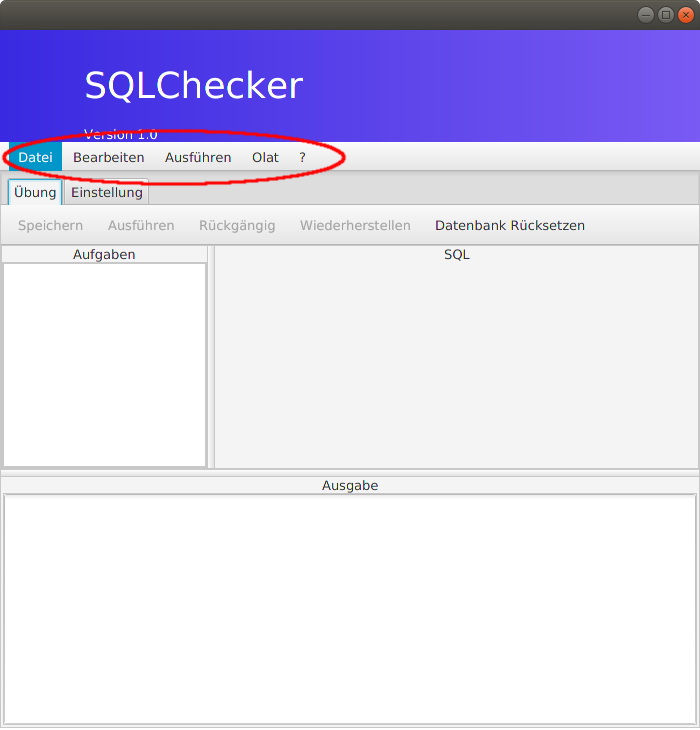 SQLChecker
Version 1.0
Datei Bearbeiten Ausführen Olat ?
Übung Einstellung
Speichern Ausführen Rückgängig Wiederherstellen Datenbank Rücksetzen
Aufgaben SQL
Ausgabe